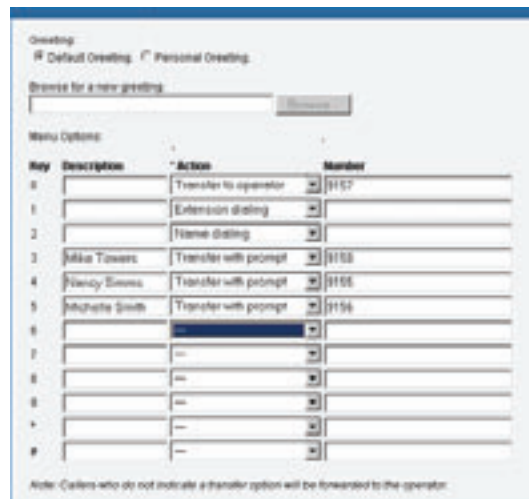 Greeting:
Default Greeting Personal Greeting
Browse for a new greeting
Browse...
Menu Options:
Key Description * Action Number
0 Transfer to operator 9157
1 Extension dialing
2 Name dialing
3 Mike Towers Transfer with prompt 9158
4 Nancy Simms Transfer with prompt 9155
5 Michelle Smith Transfer with prompt 9156
6 ---
7 ---
8 ---
9 ---
* ---
# ---
Note: Callers who do not indicate a transfer option will be forwarded to the operator.